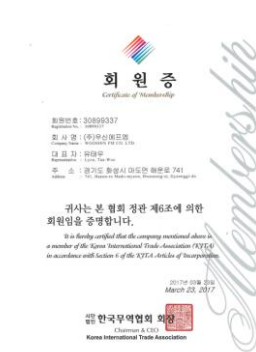 회 원 증
Certificate of Membership
회원번호 : 30899337
Registration No. : 30899337
회 사 명 : (주)우신에프엠
Company Name : WOOSHIN FM CO. LTD
대 표 자 : 유태우
Representative :
주 소 : 경기도 화성시 마도면 해운로 741
Address :
귀사는 본 협회 정관 제6조에 의한
회원임을 증명합니다.
It is hereby certified that the company mentioned above is
a member of the Korea International Trade Association (KITA)
in accordance with Section 6 of the KITA Articles of Incorporation.
2017년 03월 23일
March 23, 2017
사단법인 한국무역협회 회장
Chairman & CEO
Korea International Trade Association
Membership